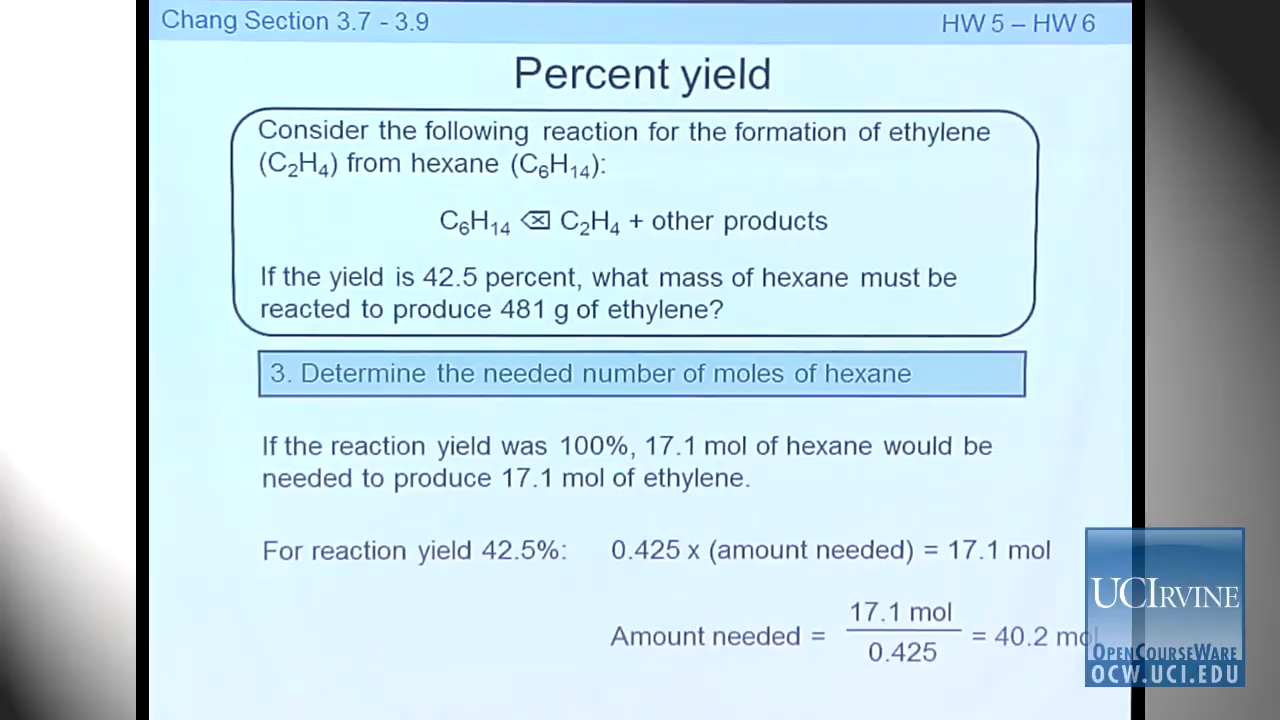 Chang Section 3.7 - 3.9
HW 5 – HW 6
Percent yield
Consider the following reaction for the formation of ethylene
(C₂H₄) from hexane (C₆H₁₄):
C₆H₁₄ ⌫ C₂H₄ + other products
If the yield is 42.5 percent, what mass of hexane must be
reacted to produce 481 g of ethylene?
3. Determine the needed number of moles of hexane
If the reaction yield was 100%, 17.1 mol of hexane would be
needed to produce 17.1 mol of ethylene.
For reaction yield 42.5%: 0.425 x (amount needed) = 17.1 mol
17.1 mol
Amount needed = = 40.2 mol
0.425
UCIRVINE
OPENCOURSEWARE
OCW.UCI.EDU